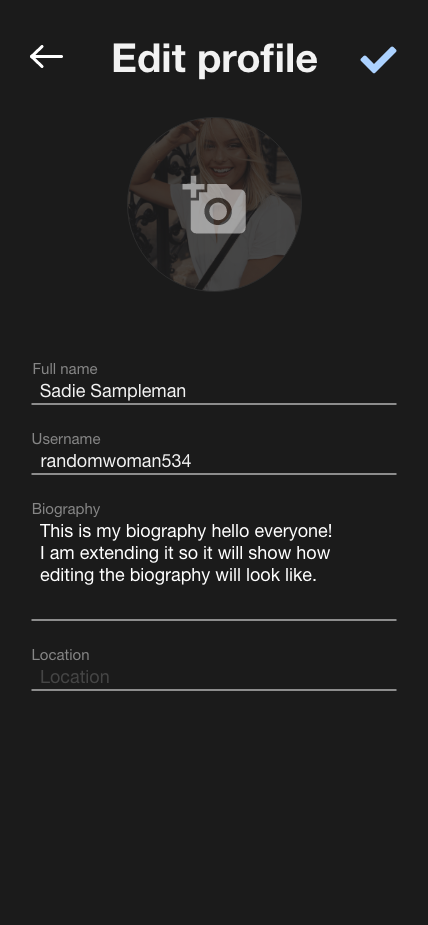 Edit profile
Full name
Sadie Sampleman
Username
randomwoman534
Biography
This is my biography hello everyone!
I am extending it so it will show how
editing the biography will look like.
Location
Location